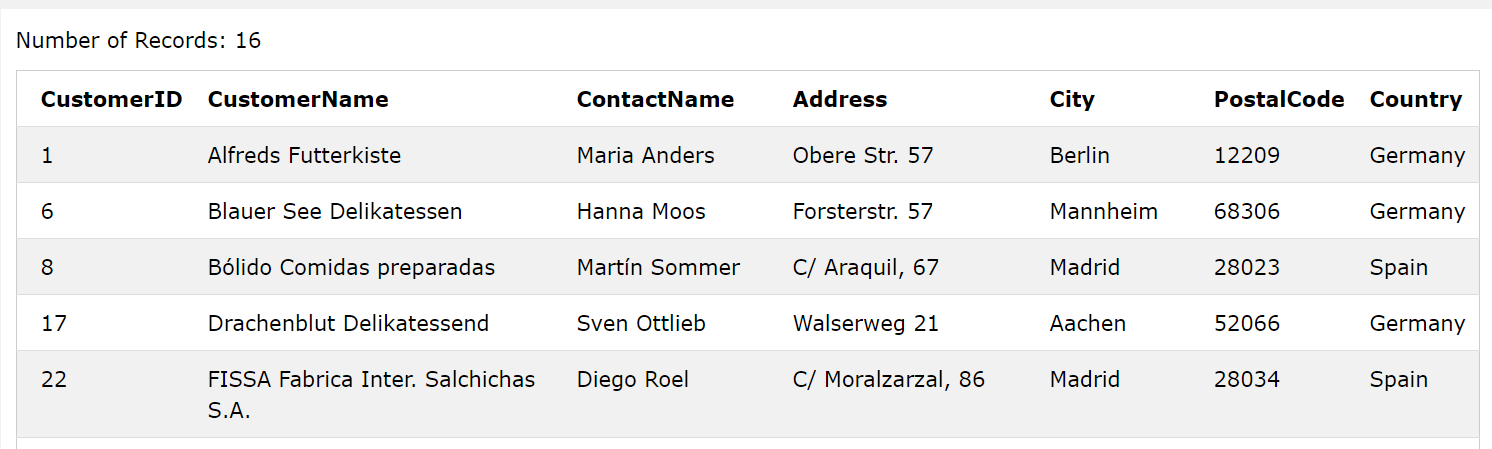 Number of Records: 16
CustomerID CustomerName ContactName Address City PostalCode Country
1 Alfreds Futterkiste Maria Anders Obere Str. 57 Berlin 12209 Germany
6 Blauer See Delikatessen Hanna Moos Forsterstr. 57 Mannheim 68306 Germany
8 Bólido Comidas preparadas Martín Sommer C/ Araquil, 67 Madrid 28023 Spain
17 Drachenblut Delikatessend Sven Ottlieb Walserweg 21 Aachen 52066 Germany
22 FISSA Fabrica Inter. Salchichas Diego Roel C/ Moralzarzal, 86 Madrid 28034 Spain
S.A.